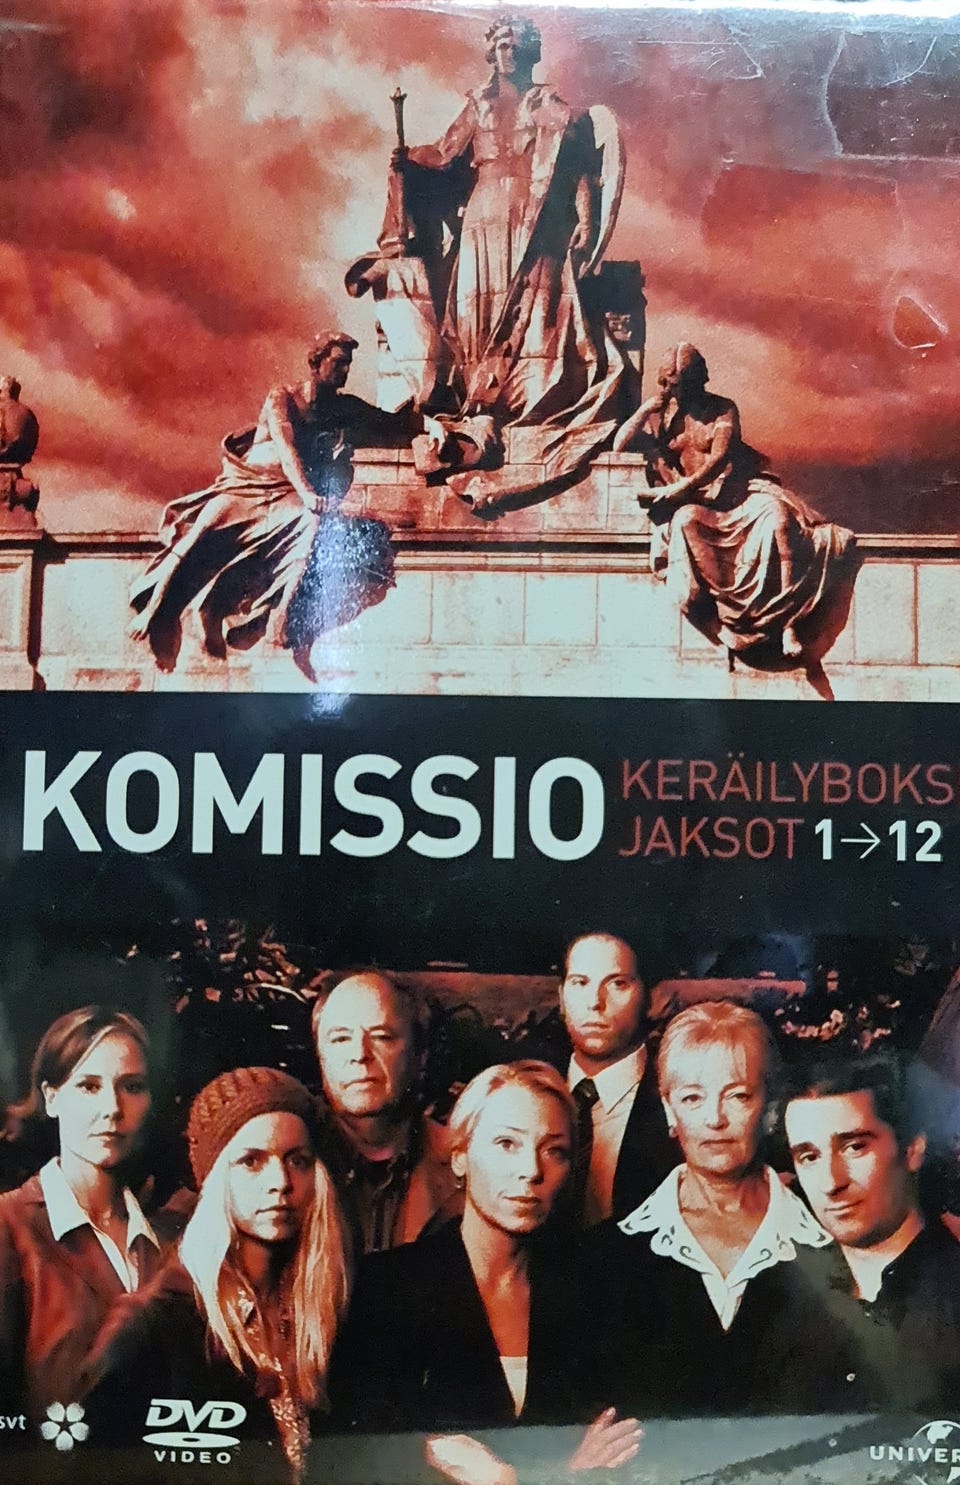 KOMISSIO
KERÄILYBOKS
JAKSOT 1→12
svt
DVD
VIDEO
UNIVER